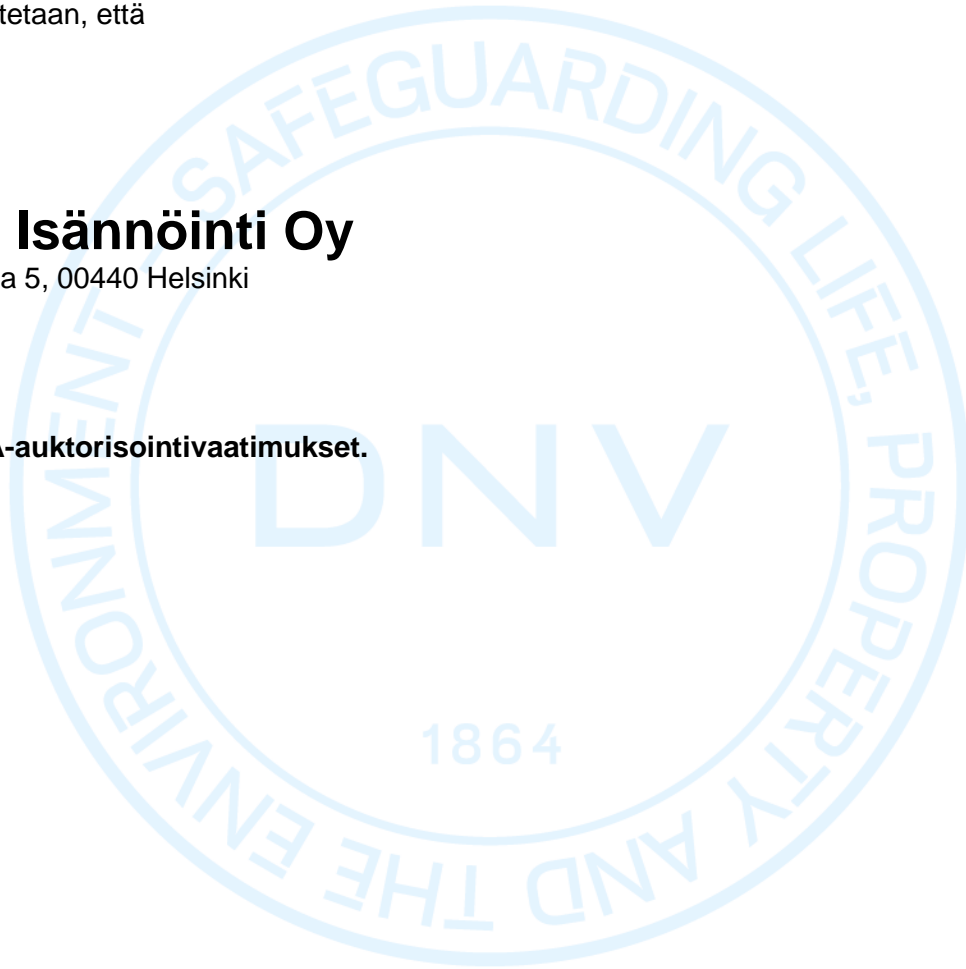 tetaan, että
Isännöinti Oy
a 5, 00440 Helsinki
-auktorisointivaatimukset.
SAFEGUARDING LIFE, PROPERTY AND THE ENVIRONMENT
DNV
1864